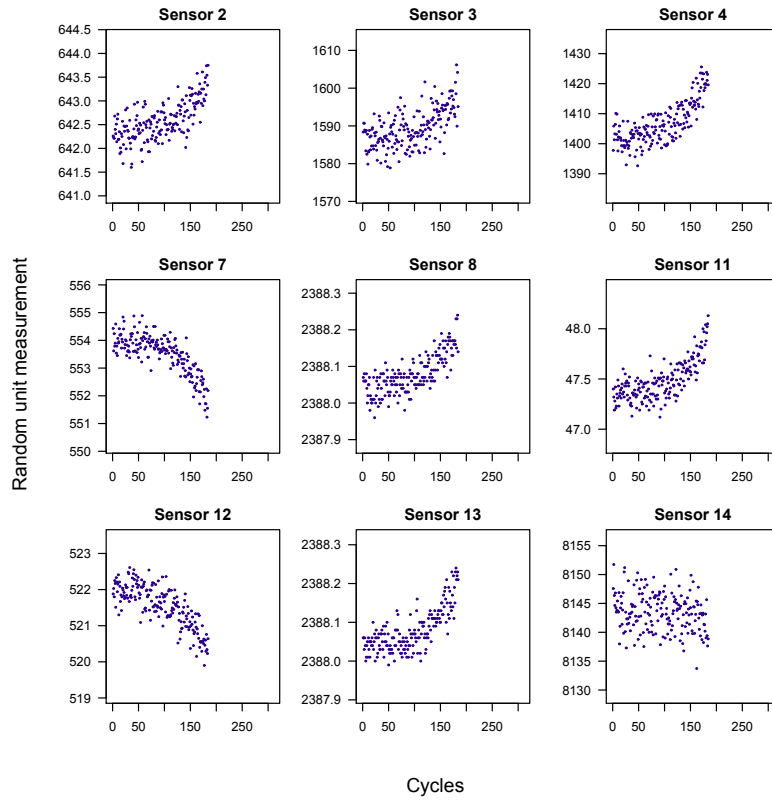 Sensor 2
644.5
644.0
643.5
643.0
642.5
642.0
641.5
641.0
0 50 150 250
Sensor 3
1610
1600
1590
1580
1570
0 50 150 250
Sensor 4
1430
1420
1410
1400
1390
0 50 150 250
Random unit measurement
Sensor 7
556
555
554
553
552
551
550
0 50 150 250
Sensor 8
2388.3
2388.2
2388.1
2388.0
2387.9
0 50 150 250
Sensor 11
48.0
47.5
47.0
0 50 150 250
Sensor 12
523
522
521
520
519
0 50 150 250
Sensor 13
2388.3
2388.2
2388.1
2388.0
2387.9
0 50 150 250
Sensor 14
8155
8150
8145
8140
8135
8130
0 50 150 250
Cycles